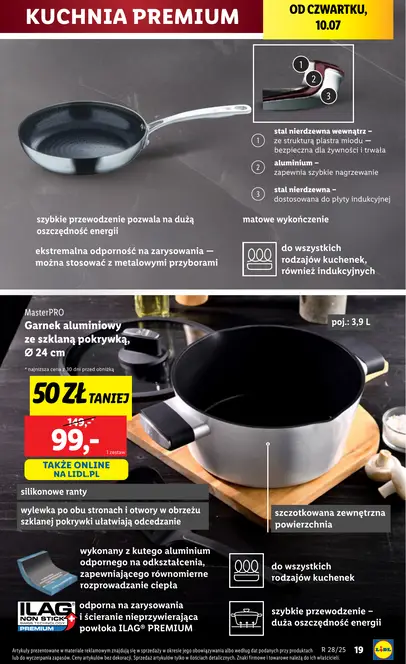 KUCHNIA PREMIUM
OD CZWARTKU,
10.07
1
2
3
1 stal nierdzewna wewnątrz –
ze strukturą plastra miodu –
bezpieczna dla żywności i trwała
2 aluminium –
zapewnia szybkie nagrzewanie
3 stal nierdzewna –
dostosowana do płyty indukcyjnej
szybkie przewodzenie pozwala na dużą
oszczędność energii
matowe wykończenie
ekstremalna odporność na zarysowania —
można stosować z metalowymi przyborami
do wszystkich
rodzajów kuchenek,
również indukcyjnych
MasterPRO
Garnek aluminiowy
ze szklaną pokrywką,
Ø 24 cm
* najniższa cena z 30 dni przed obniżką
poj.: 3,9 L
50 ZŁ TANIEJ
149,-*
99,-
1 zestaw
TAKŻE ONLINE
NA LIDL.PL
silikonowe ranty
wylewka po obu stronach i otwory w obrzeżu
szklanej pokrywki ułatwiają odcedzanie
szczotkowana zewnętrzna
powierzchnia
wykonany z kutego aluminium
odpornego na odkształcenia,
zapewniającego równomierne
rozprowadzanie ciepła
do wszystkich
rodzajów kuchenek
ILAG
NON STICK
PREMIUM
odporna na zarysowania
i ścieranie nieprzywierająca
powłoka ILAG® PREMIUM
szybkie przewodzenie –
duża oszczędność energii
Artykuły prezentowane w materiale reklamowym znajdują się w sprzedaży w okresie jego obowiązywania albo według dat podanych przy produktach
lub do wyczerpania zapasów. Ceny artykułów bez dekoracji. Sprzedaż artykułów tylko w ilościach detalicznych. Znaki firmowe i towarowe należą do ich właścicieli.
R 28/25
19
LIDL